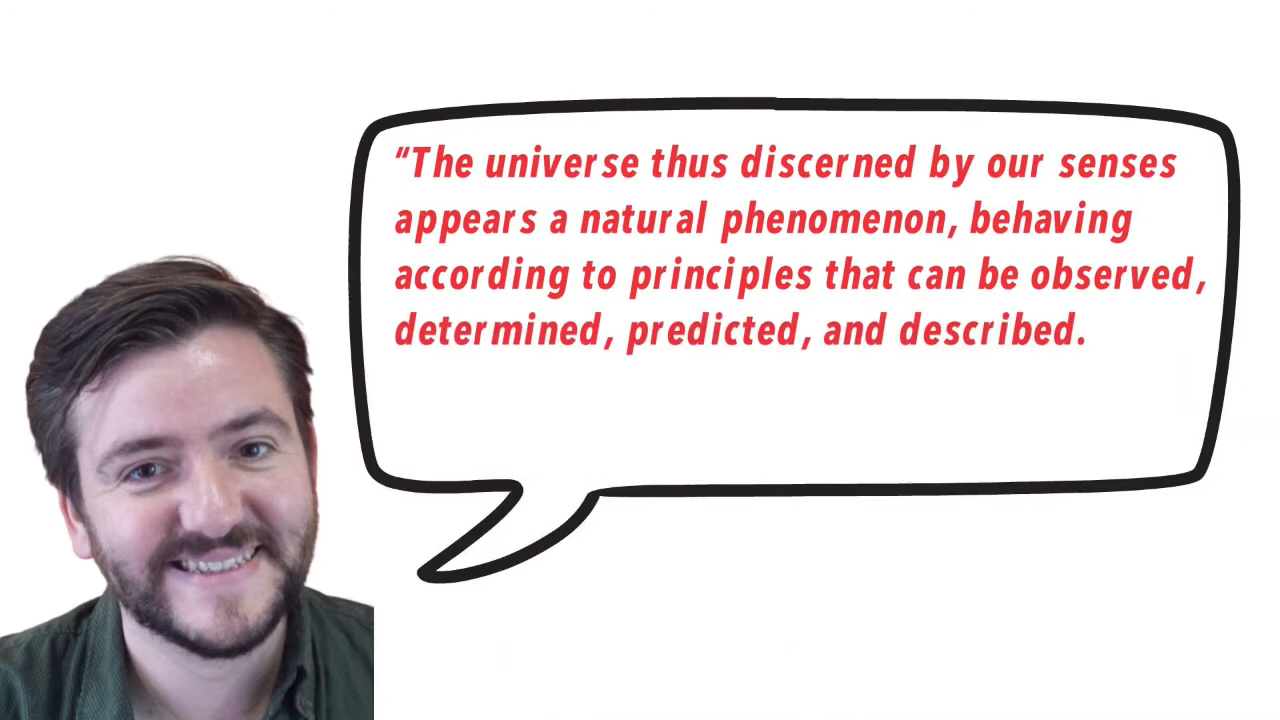 “The universe thus discerned by our senses
appears a natural phenomenon, behaving
according to principles that can be observed,
determined, predicted, and described.